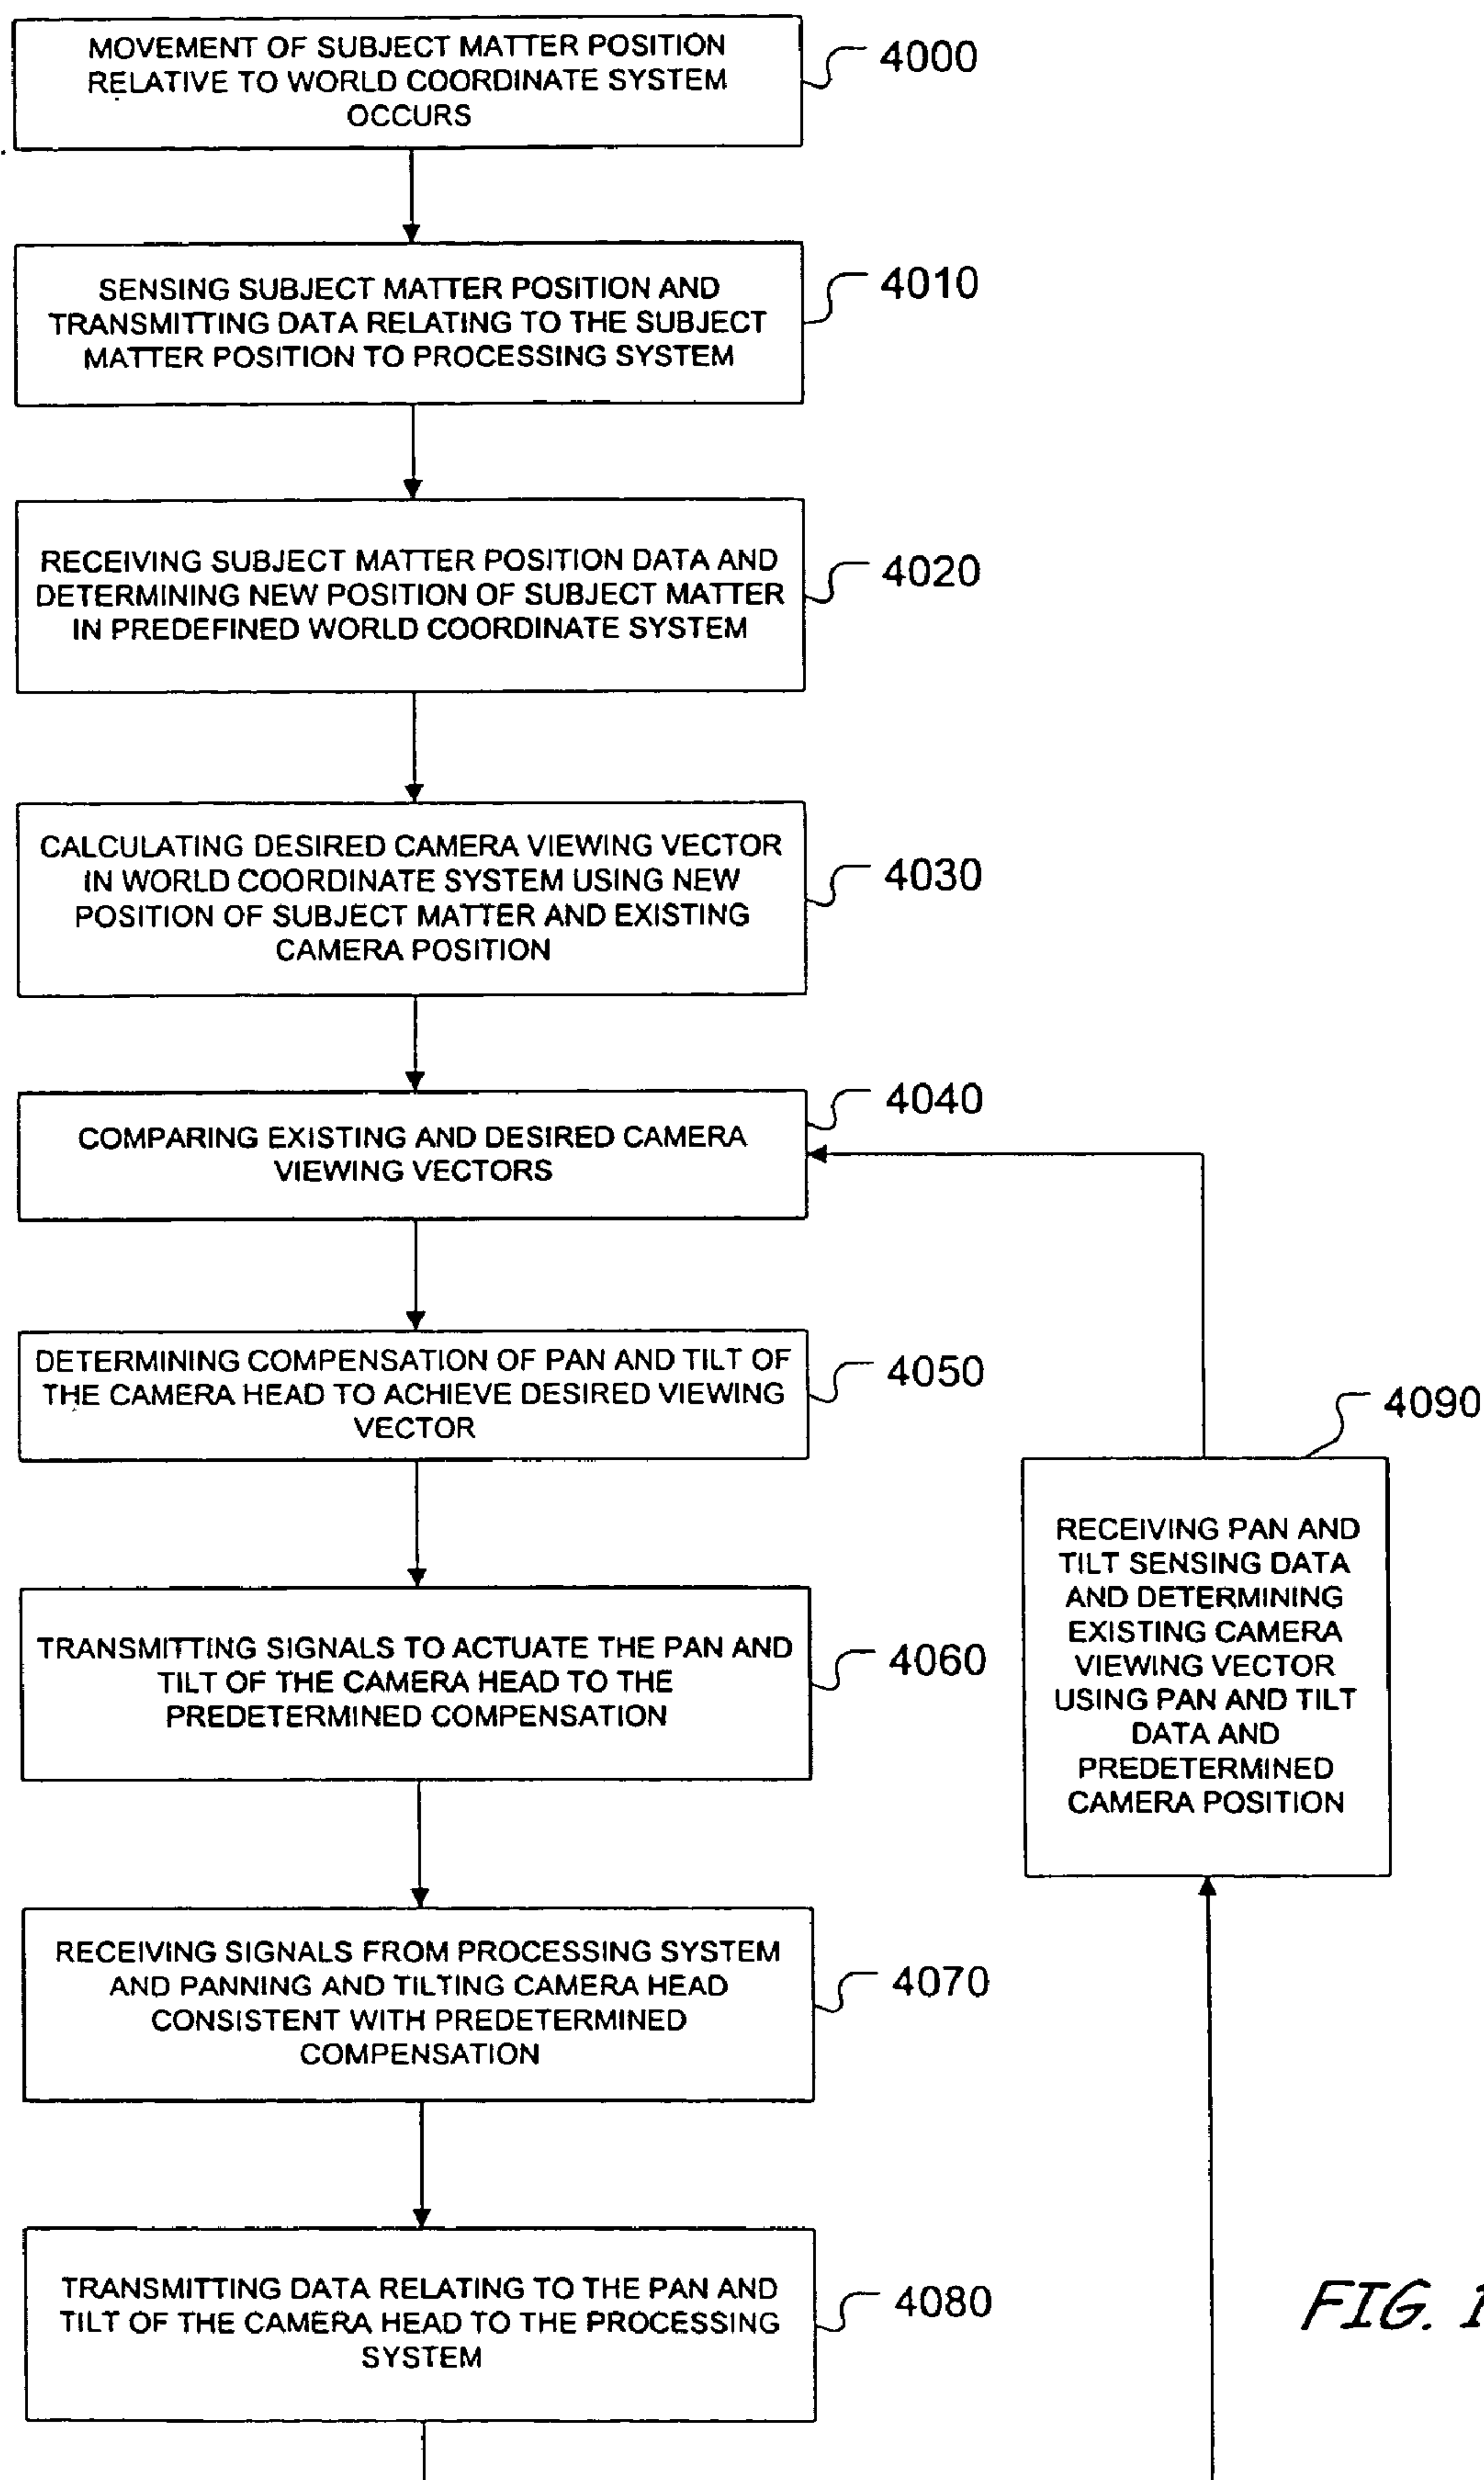 MOVEMENT OF SUBJECT MATTER POSITION
RELATIVE TO WORLD COORDINATE SYSTEM
OCCURS
4000
SENSING SUBJECT MATTER POSITION AND
TRANSMITTING DATA RELATING TO THE SUBJECT
MATTER POSITION TO PROCESSING SYSTEM
4010
RECEIVING SUBJECT MATTER POSITION DATA AND
DETERMINING NEW POSITION OF SUBJECT MATTER
IN PREDEFINED WORLD COORDINATE SYSTEM
4020
CALCULATING DESIRED CAMERA VIEWING VECTOR
IN WORLD COORDINATE SYSTEM USING NEW
POSITION OF SUBJECT MATTER AND EXISTING
CAMERA POSITION
4030
COMPARING EXISTING AND DESIRED CAMERA
VIEWING VECTORS
4040
DETERMINING COMPENSATION OF PAN AND TILT OF
THE CAMERA HEAD TO ACHIEVE DESIRED VIEWING
VECTOR
4050
TRANSMITTING SIGNALS TO ACTUATE THE PAN AND
TILT OF THE CAMERA HEAD TO THE
PREDETERMINED COMPENSATION
4060
RECEIVING SIGNALS FROM PROCESSING SYSTEM
AND PANNING AND TILTING CAMERA HEAD
CONSISTENT WITH PREDETERMINED
COMPENSATION
4070
TRANSMITTING DATA RELATING TO THE PAN AND
TILT OF THE CAMERA HEAD TO THE PROCESSING
SYSTEM
4080
RECEIVING PAN AND
TILT SENSING DATA
AND DETERMINING
EXISTING CAMERA
VIEWING VECTOR
USING PAN AND TILT
DATA AND
PREDETERMINED
CAMERA POSITION
4090
FIG.